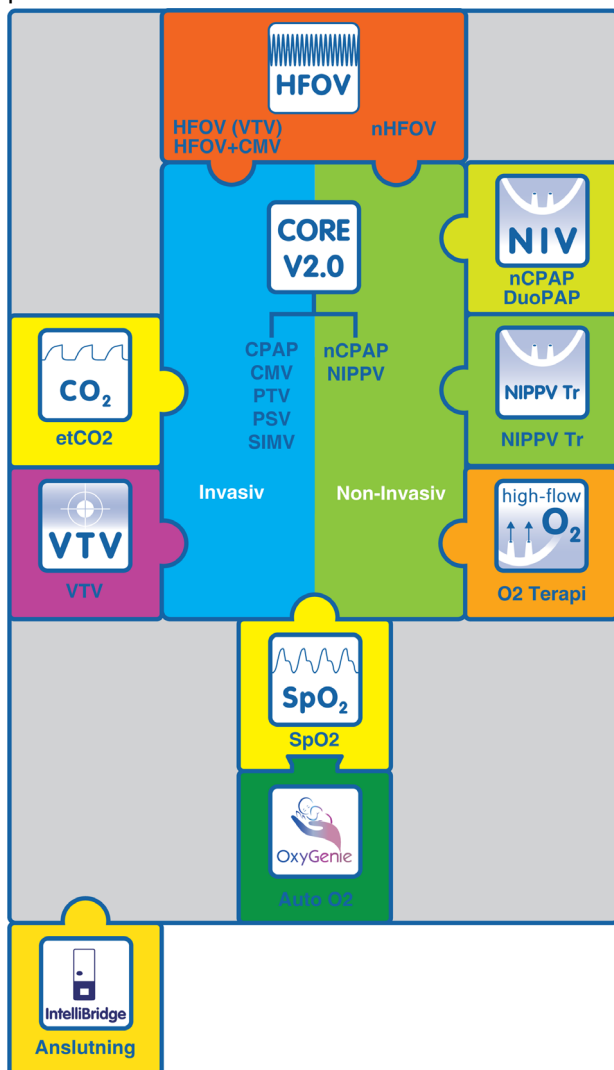 HFOV
HFOV (VTV) nHFOV
HFOV+CMV
CORE
V2.0
CPAP nCPAP
CMV NIPPV
PTV
PSV
SIMV
Invasiv Non-Invasiv
NIV
nCPAP
DuoPAP
CO₂
etCO2
NIPPV Tr
NIPPV Tr
VTV
VTV
high-flow
O₂
O2 Terapi
SpO₂
SpO2
OxyGenie
Auto O2
IntelliBridge
Anslutning